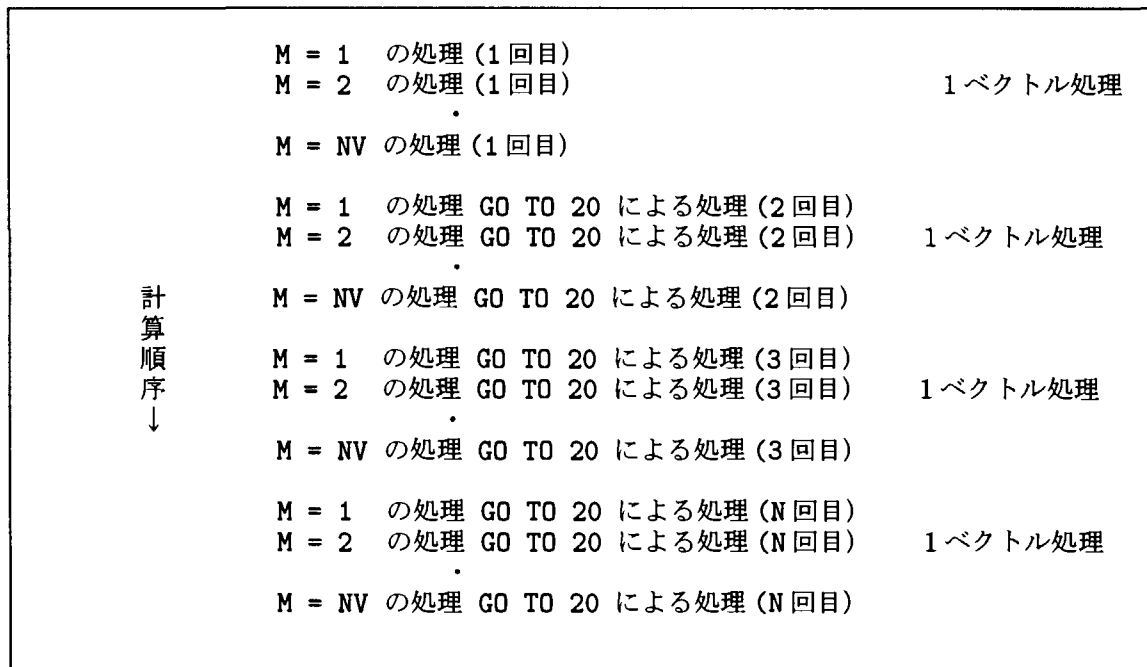 M = 1 の処理 (1回目)
M = 2 の処理 (1回目) 1ベクトル処理
・
M = NV の処理 (1回目)
M = 1 の処理 GO TO 20 による処理 (2回目)
M = 2 の処理 GO TO 20 による処理 (2回目) 1ベクトル処理
・
M = NV の処理 GO TO 20 による処理 (2回目)
M = 1 の処理 GO TO 20 による処理 (3回目)
M = 2 の処理 GO TO 20 による処理 (3回目) 1ベクトル処理
・
M = NV の処理 GO TO 20 による処理 (3回目)
M = 1 の処理 GO TO 20 による処理 (N回目)
M = 2 の処理 GO TO 20 による処理 (N回目) 1ベクトル処理
・
M = NV の処理 GO TO 20 による処理 (N回目)
計算順序↓